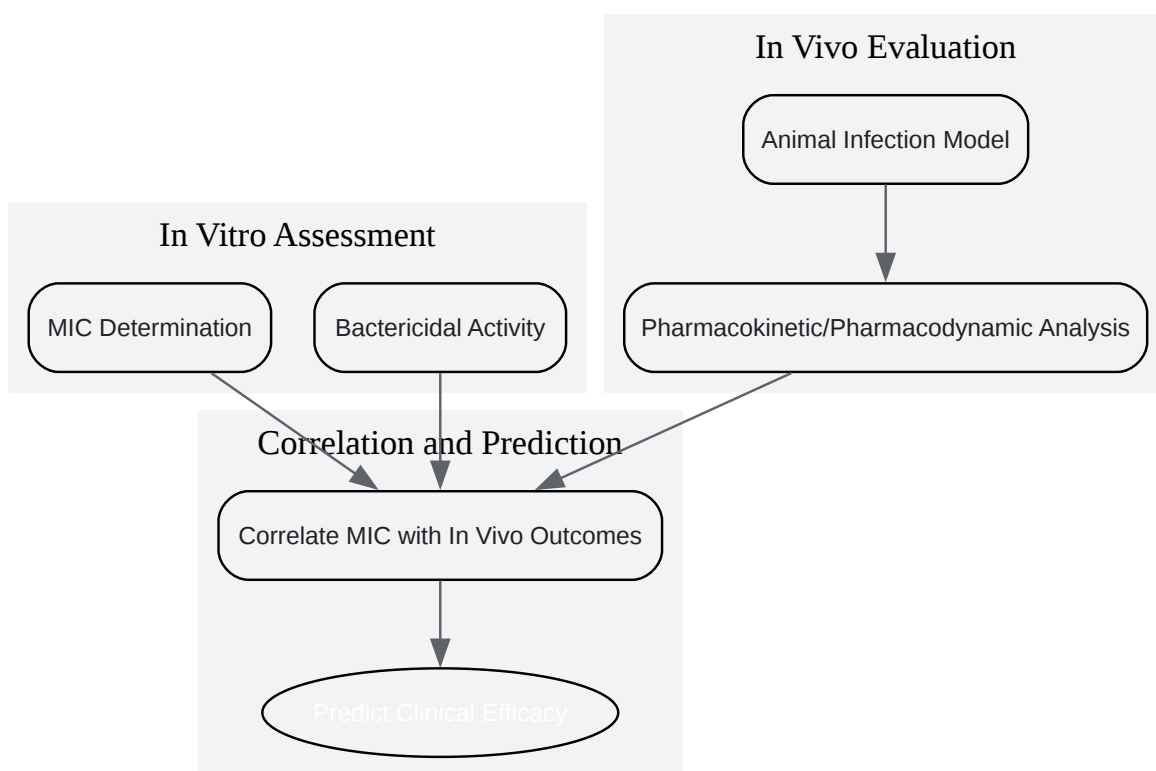 In Vivo Evaluation
Animal Infection Model
In Vitro Assessment
MIC Determination
Bactericidal Activity
Pharmacokinetic/Pharmacodynamic Analysis
Correlation and Prediction
Correlate MIC with In Vivo Outcomes
Predict Clinical Efficacy